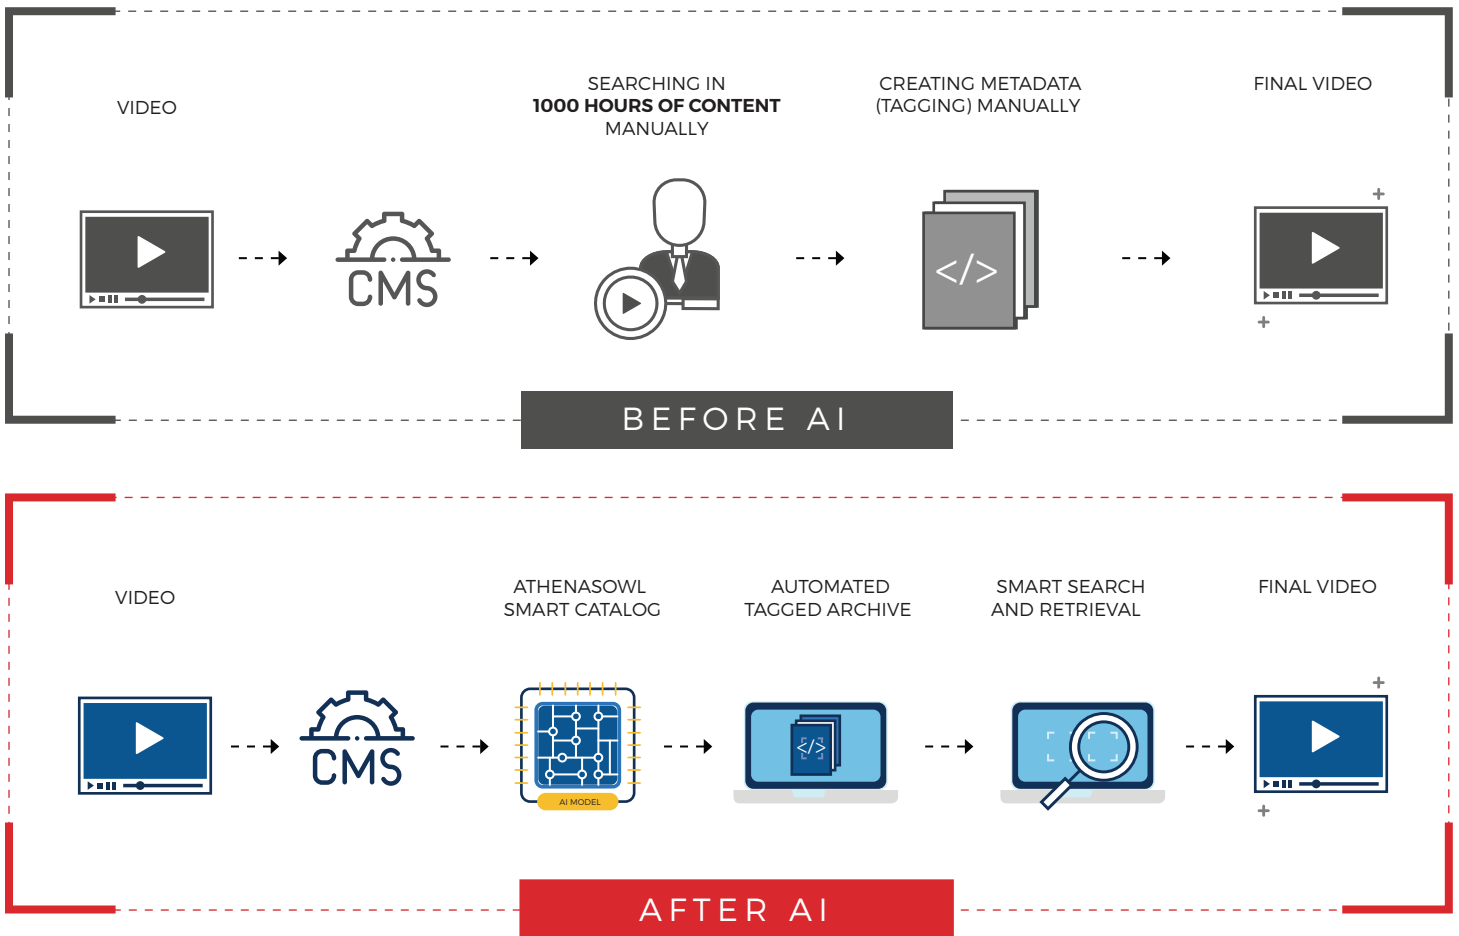 VIDEO
SEARCHING IN
1000 HOURS OF CONTENT
MANUALLY
CREATING METADATA
(TAGGING) MANUALLY
FINAL VIDEO
CMS
</>
BEFORE AI
VIDEO
ATHENASOWL
SMART CATALOG
AUTOMATED
TAGGED ARCHIVE
SMART SEARCH
AND RETRIEVAL
FINAL VIDEO
CMS
AI MODEL
</>
AFTER AI